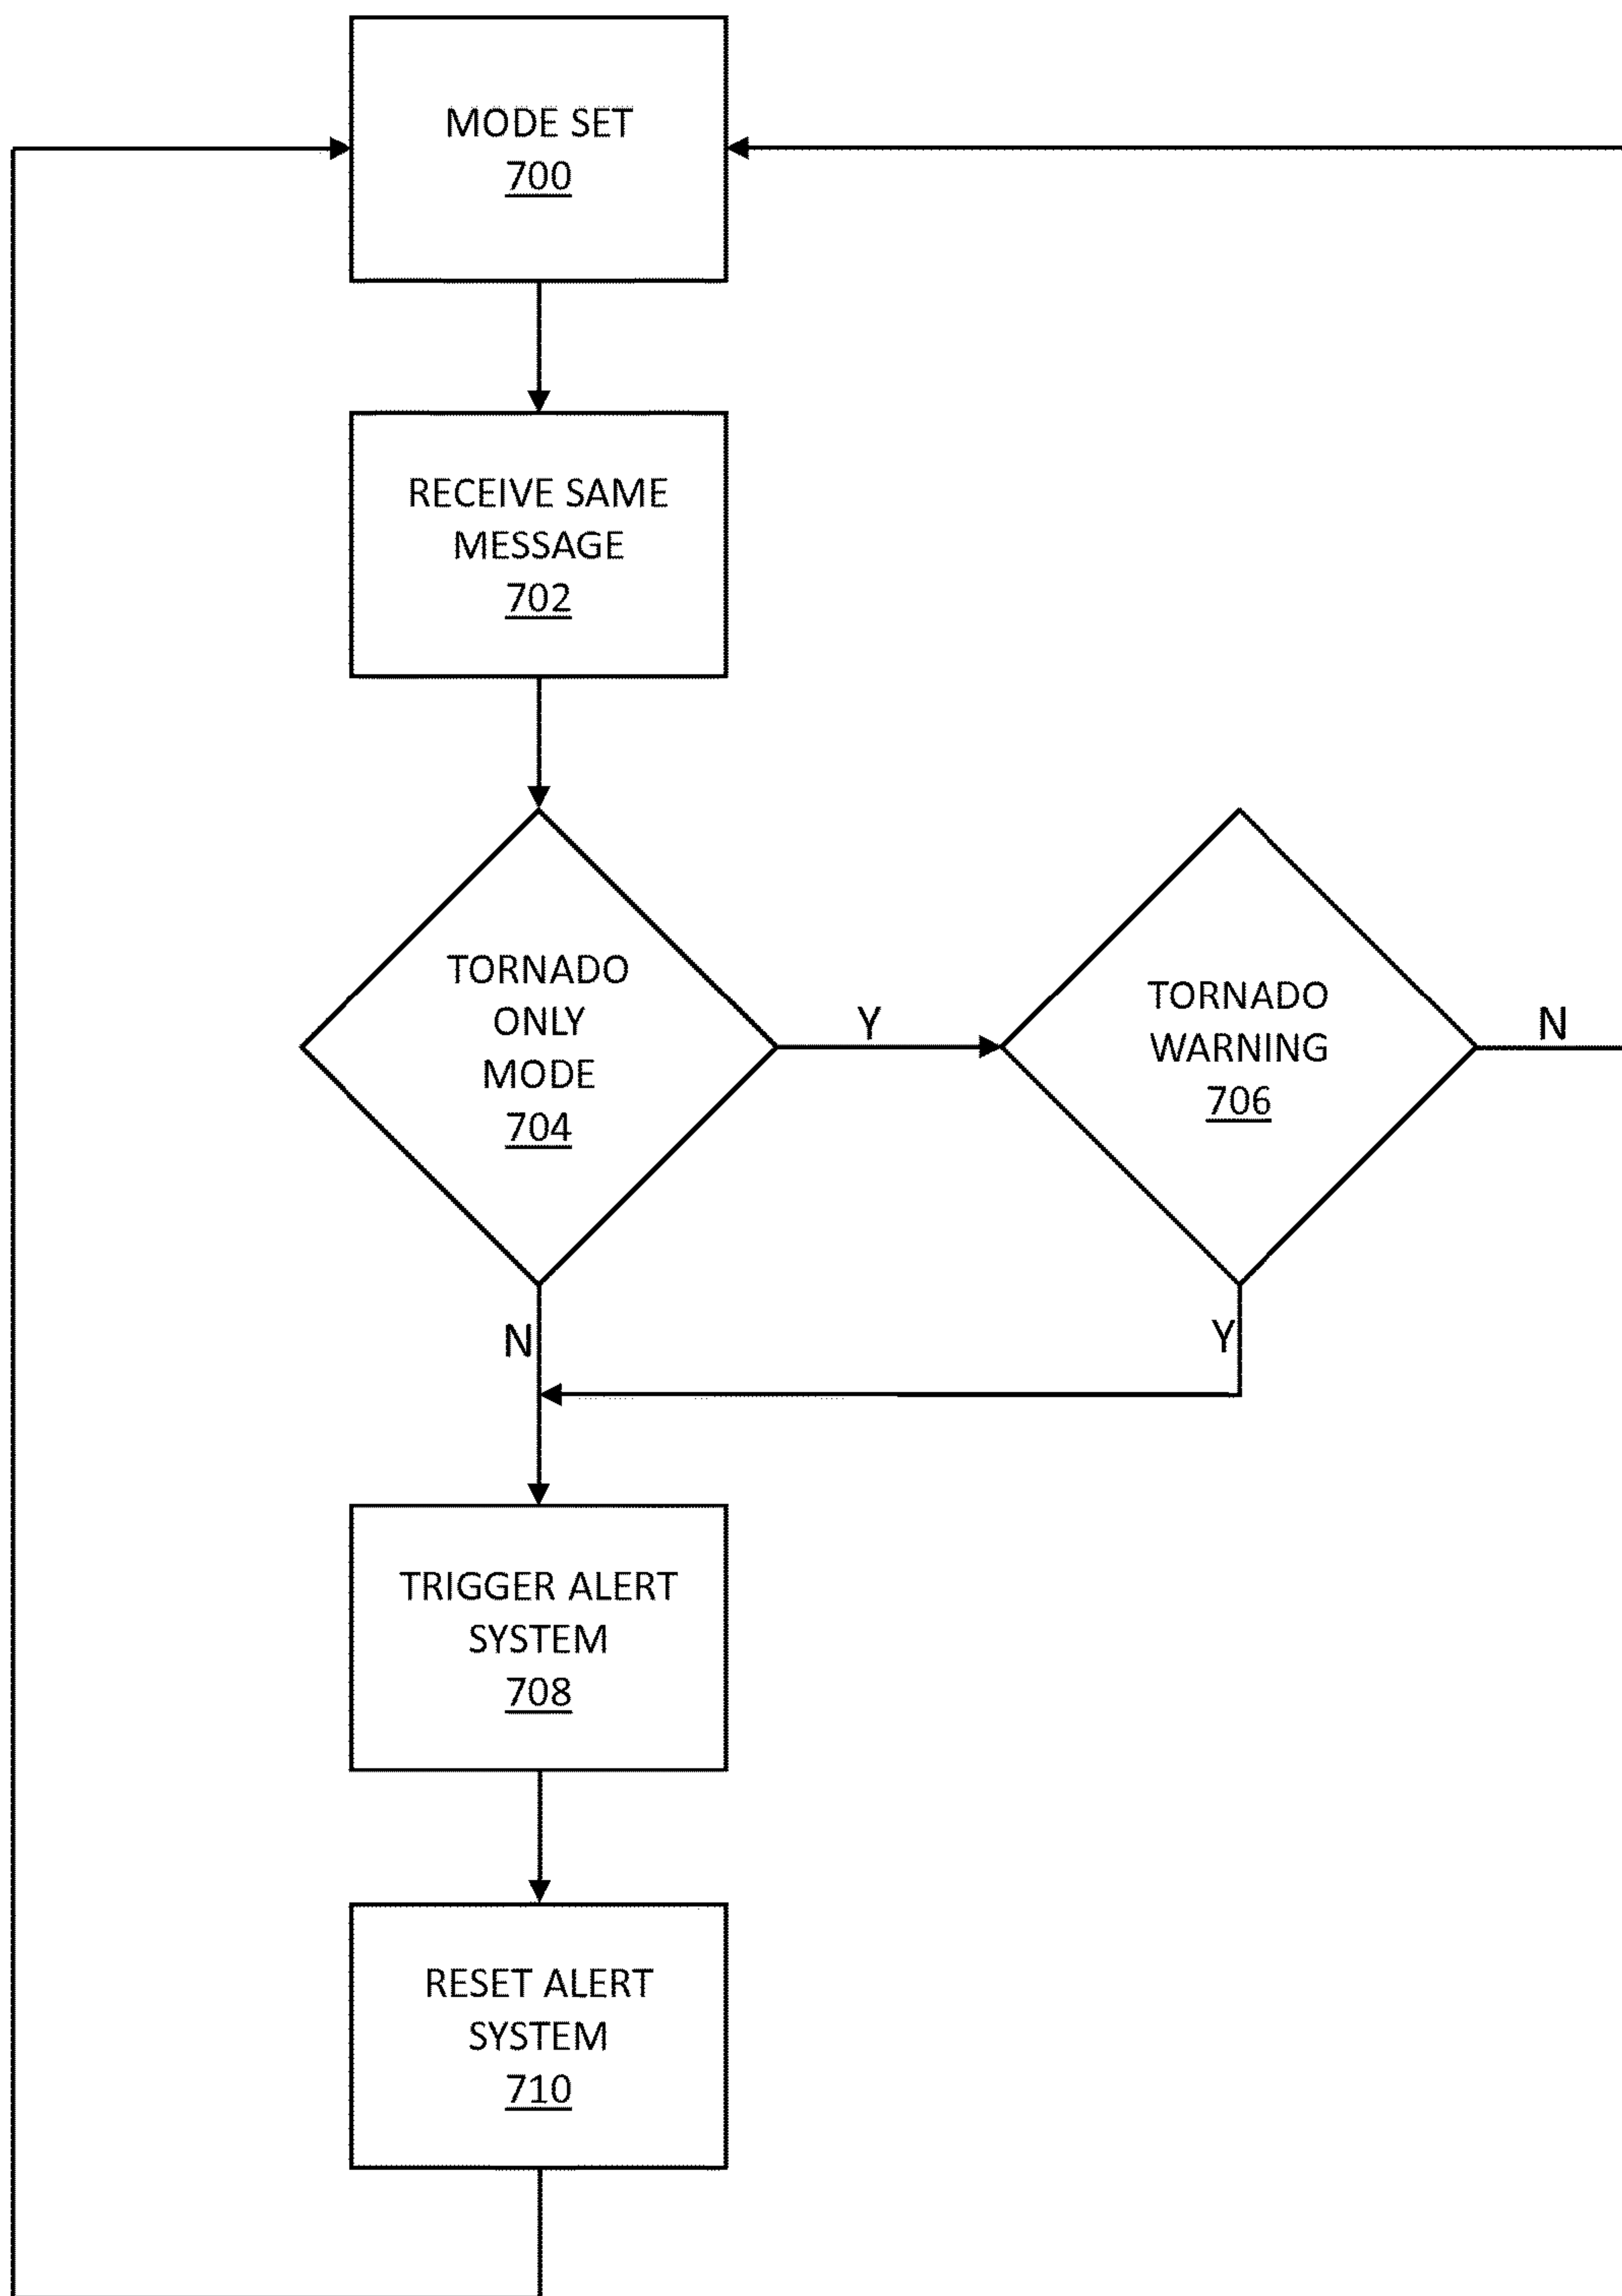 MODE SET
700
RECEIVE SAME
MESSAGE
702
TORNADO
ONLY
MODE
704
Y
TORNADO
WARNING
706
N
N
Y
TRIGGER ALERT
SYSTEM
708
RESET ALERT
SYSTEM
710